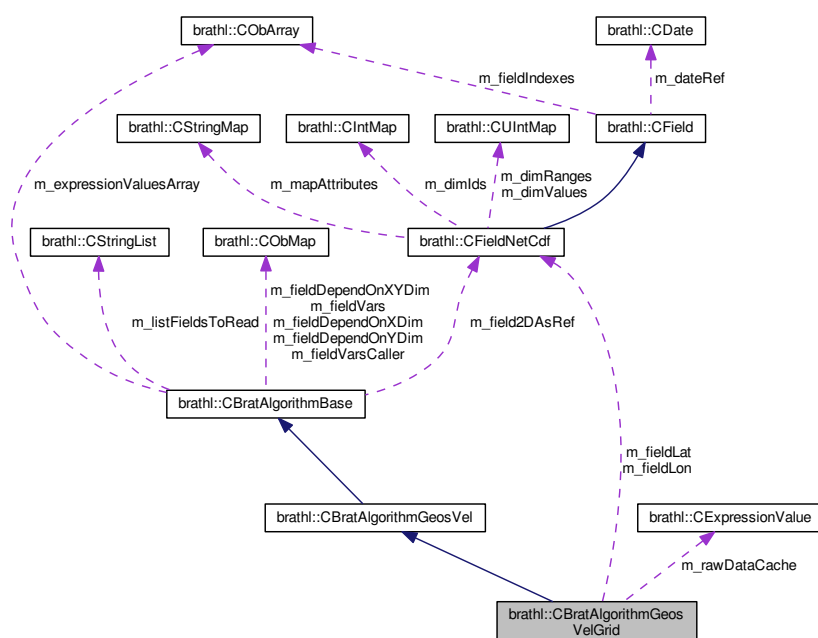 brathl::CObArray
brathl::CDate
m_fieldIndexes
m_dateRef
brathl::CStringMap
brathl::CIntMap
brathl::CUIntMap
brathl::CField
m_expressionValuesArray
m_mapAttributes
m_dimIds
m_dimRanges
m_dimValues
brathl::CStringList
brathl::CObMap
brathl::CFieldNetCdf
m_listFieldsToRead
m_fieldDependOnXYDim
m_fieldVars
m_fieldDependOnXDim
m_fieldDependOnYDim
m_fieldVarsCaller
m_field2DAsRef
brathl::CBratAlgorithmBase
m_fieldLat
m_fieldLon
brathl::CBratAlgorithmGeosVel
brathl::CExpressionValue
m_rawDataCache
brathl::CBratAlgorithmGeos
VelGrid